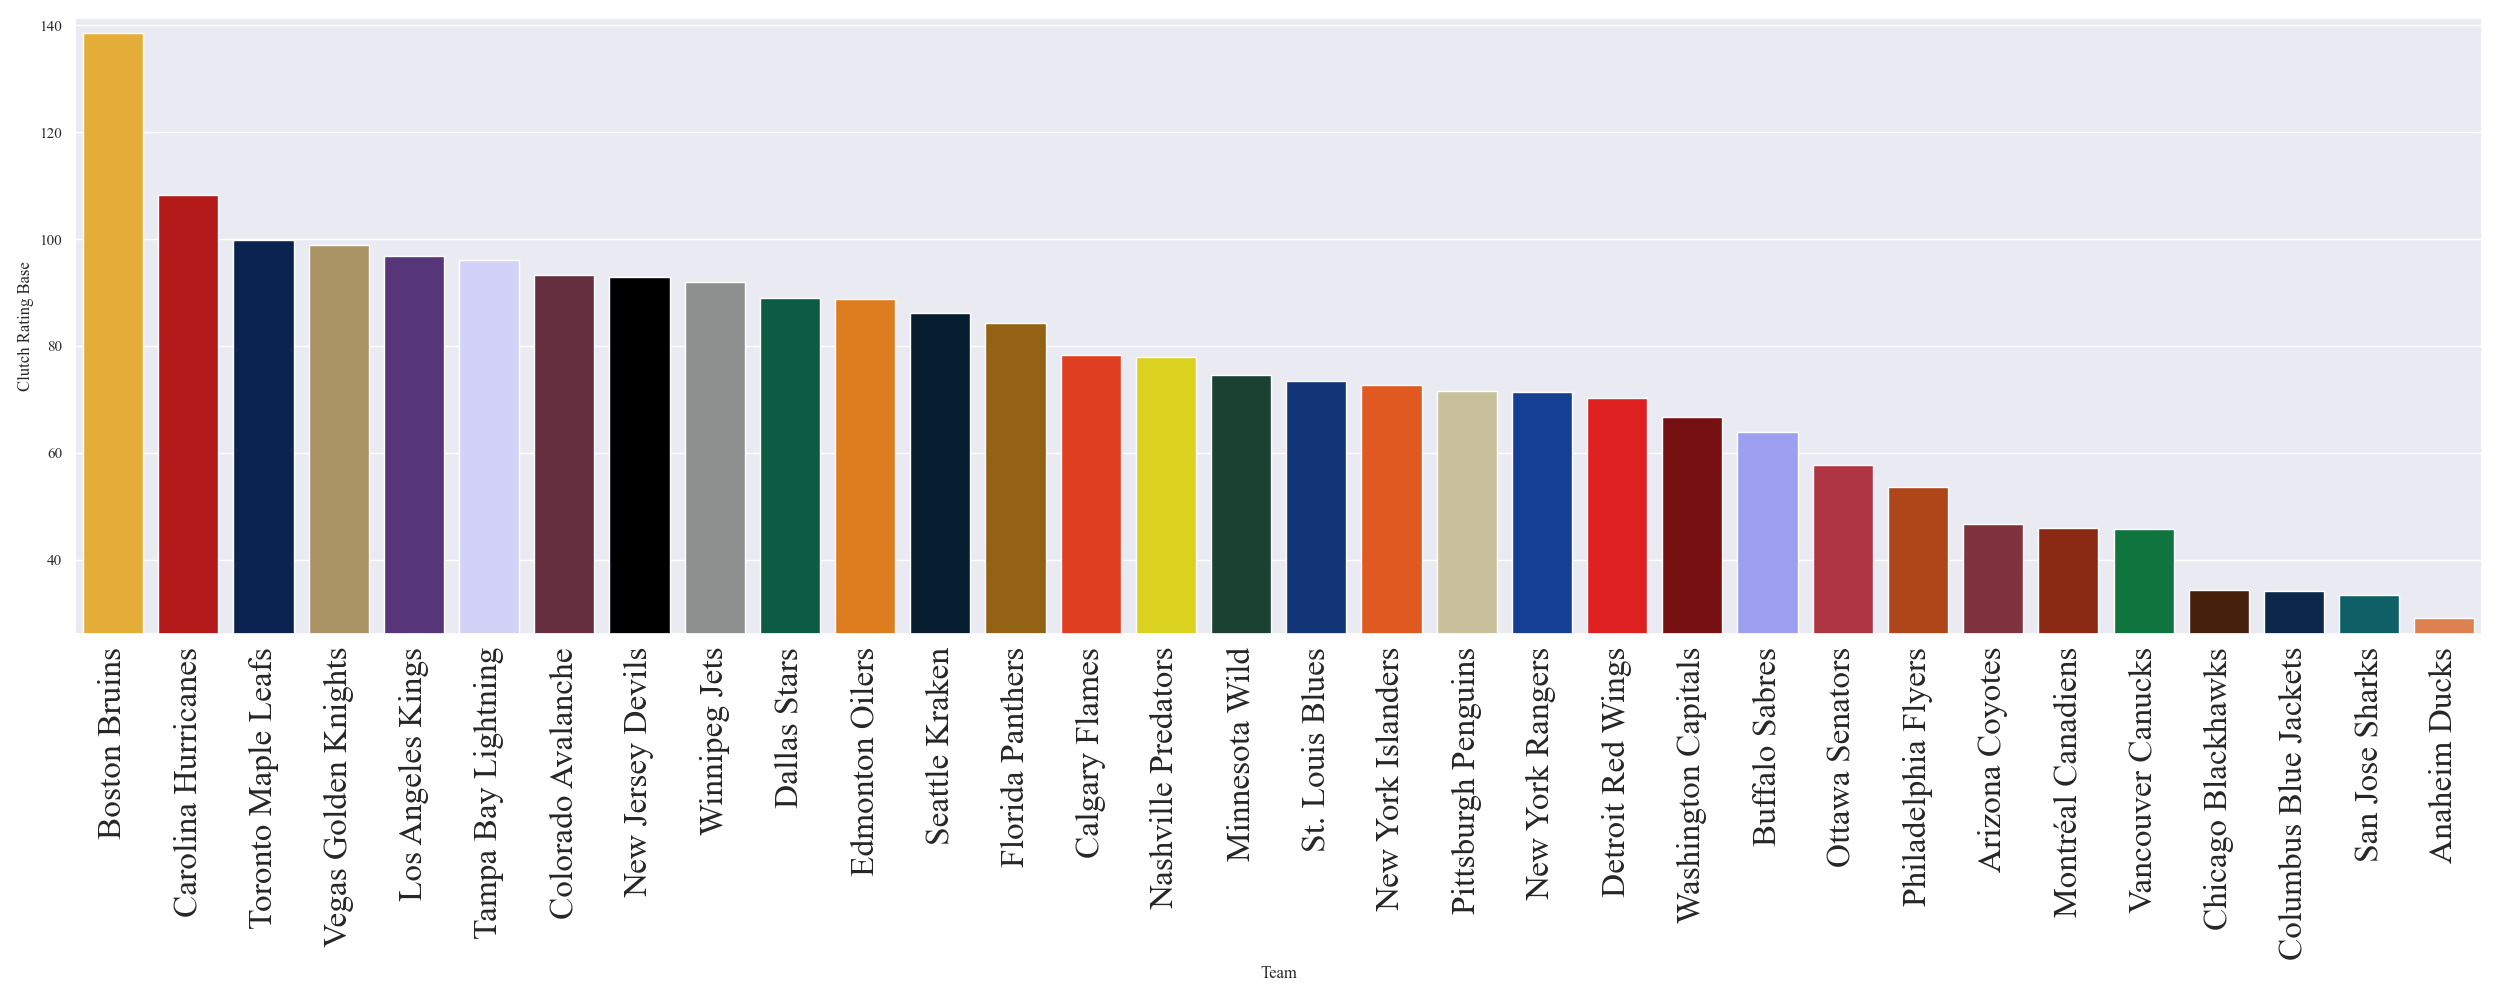 140
120
100
80
60
40
Clutch Rating Base
Boston Bruins
Carolina Hurricanes
Toronto Maple Leafs
Vegas Golden Knights
Los Angeles Kings
Tampa Bay Lightning
Colorado Avalanche
New Jersey Devils
Winnipeg Jets
Dallas Stars
Edmonton Oilers
Seattle Kraken
Florida Panthers
Calgary Flames
Nashville Predators
Minnesota Wild
St. Louis Blues
New York Islanders
Pittsburgh Penguins
New York Rangers
Detroit Red Wings
Washington Capitals
Buffalo Sabres
Ottawa Senators
Philadelphia Flyers
Arizona Coyotes
Montréal Canadiens
Vancouver Canucks
Chicago Blackhawks
Columbus Blue Jackets
San Jose Sharks
Anaheim Ducks
Team